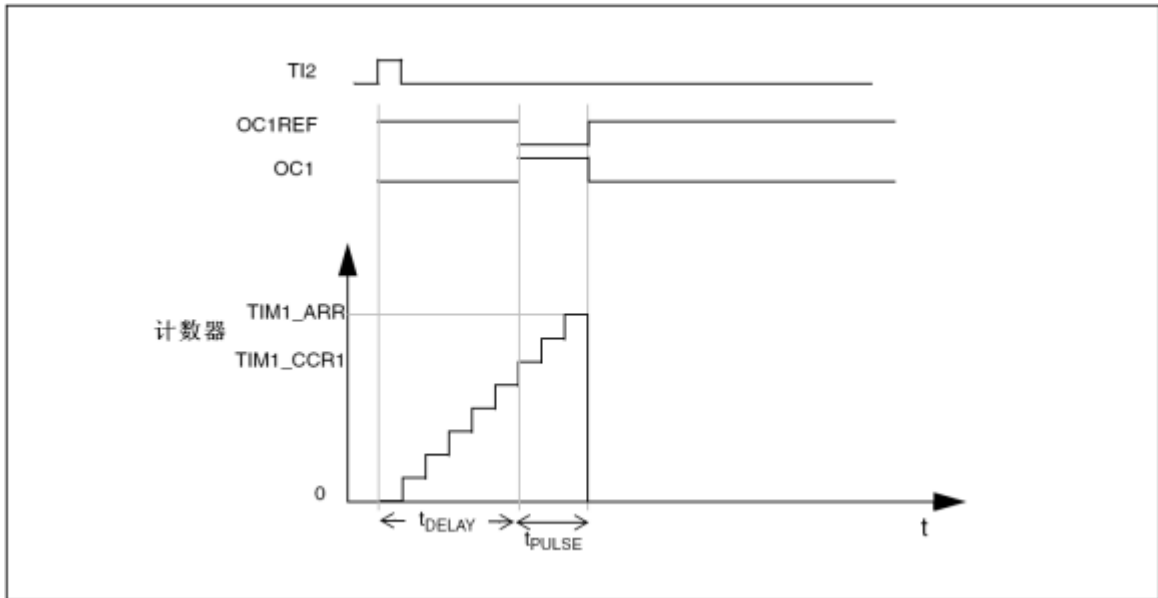 TI2
OC1REF
OC1
TIM1_ARR
计数器
TIM1_CCR1
0
tDELAY
tPULSE
t